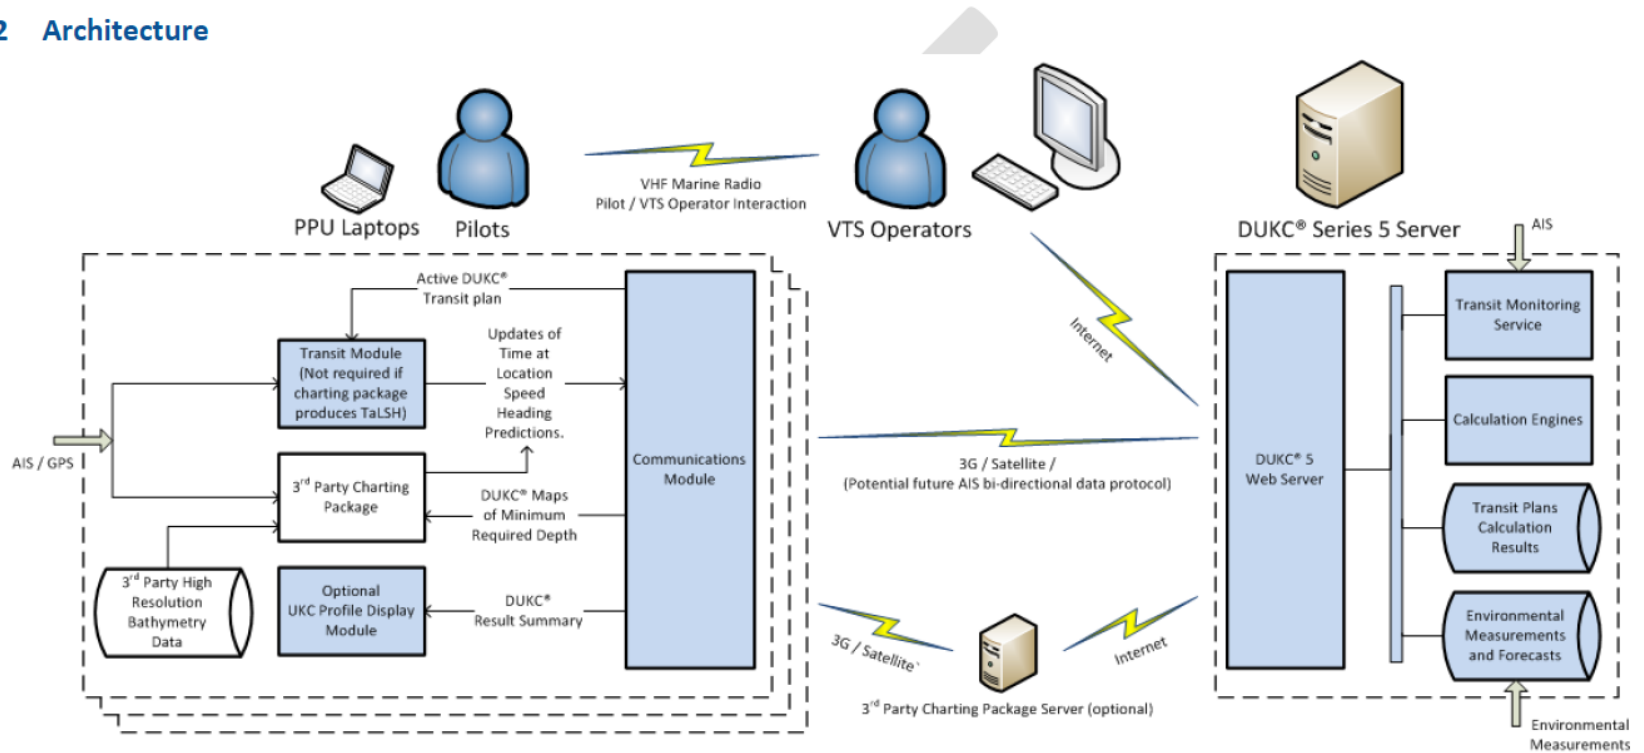 2 Architecture
VHF Marine Radio
Pilot / VTS Operator Interaction
PPU Laptops
Pilots
VTS Operators
DUKC® Series 5 Server
AIS
Active DUKC®
Transit plan
Updates of
Time at
Location
Speed
Heading
Predictions.
Transit Module
(Not required if
charting package
produces TaLSH)
AIS / GPS
3rd Party Charting
Package
DUKC® Maps
of Minimum
Required Depth
3rd Party High
Resolution
Bathymetry
Data
Optional
UKC Profile Display
Module
DUKC®
Result Summary
Communications
Module
Internet
3G / Satellite /
(Potential future AIS bi-directional data protocol)
3G / Satellite`
Internet
3rd Party Charting Package Server (optional)
DUKC® 5
Web Server
Transit Monitoring
Service
Calculation Engines
Transit Plans
Calculation
Results
Environmental
Measurements
and Forecasts
Environmental
Measurements